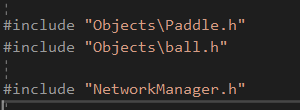 #include "Objects\Paddle.h"
#include "Objects\ball.h"
#include "NetworkManager.h"